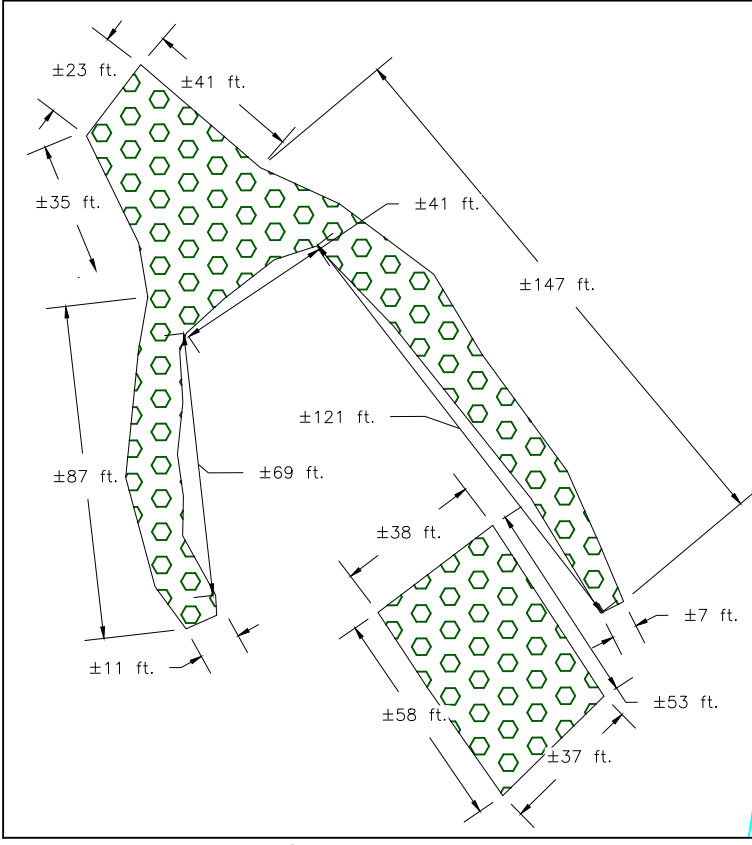 ±23 ft.
±41 ft.
±35 ft.
±41 ft.
±147 ft.
±121 ft.
±87 ft.
±69 ft.
±38 ft.
±7 ft.
±11 ft.
±58 ft.
±53 ft.
±37 ft.